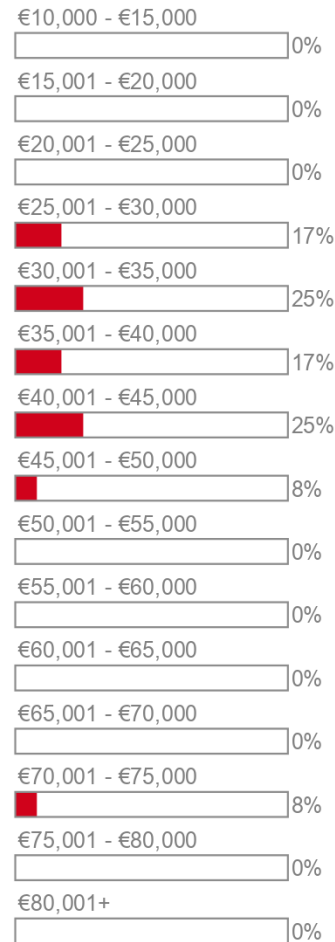 €10,000 - €15,000
0%
€15,001 - €20,000
0%
€20,001 - €25,000
0%
€25,001 - €30,000
17%
€30,001 - €35,000
25%
€35,001 - €40,000
17%
€40,001 - €45,000
25%
€45,001 - €50,000
8%
€50,001 - €55,000
0%
€55,001 - €60,000
0%
€60,001 - €65,000
0%
€65,001 - €70,000
0%
€70,001 - €75,000
8%
€75,001 - €80,000
0%
€80,001+
0%